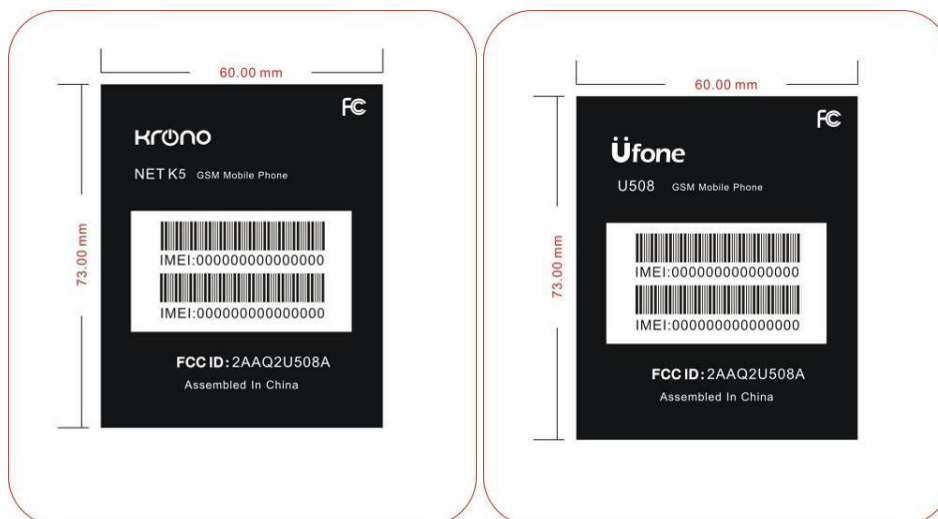 60.00 mm
73.00 mm
FC
krono
NET K5 GSM Mobile Phone
IMEI:000000000000000
IMEI:000000000000000
FCC ID: 2AAQ2U508A
Assembled In China
60.00 mm
73.00 mm
FC
Üfone
U508 GSM Mobile Phone
IMEI:000000000000000
IMEI:000000000000000
FCC ID: 2AAQ2U508A
Assembled In China